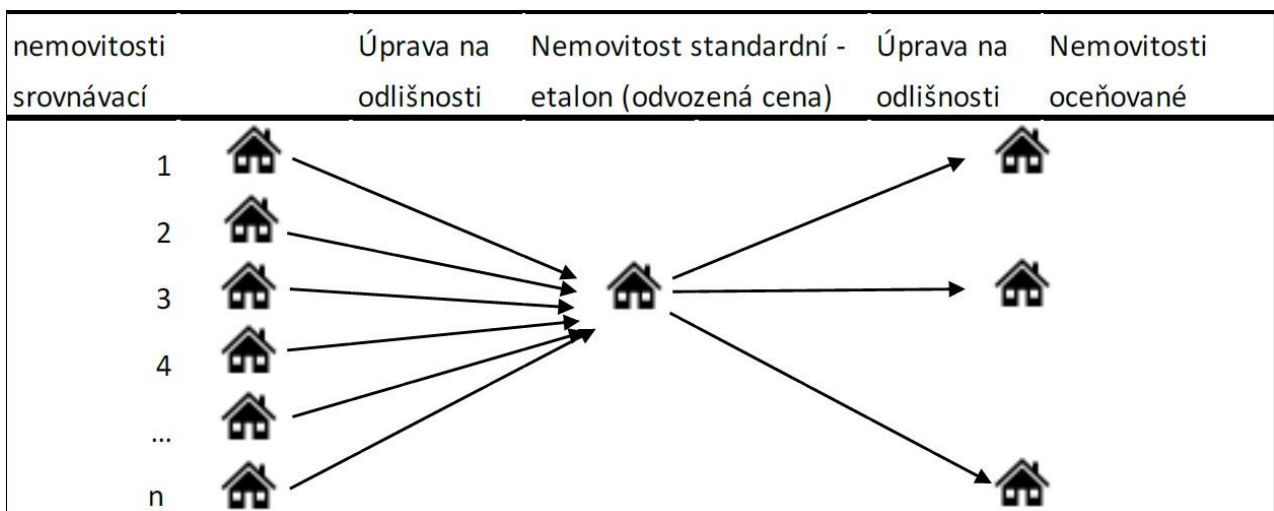 nemovitosti Úprava na Nemovitost standardní - Úprava na Nemovitosti
srovnávací odlišnosti etalon (odvozená cena) odlišnosti oceňované
1
2
3
4
...
n